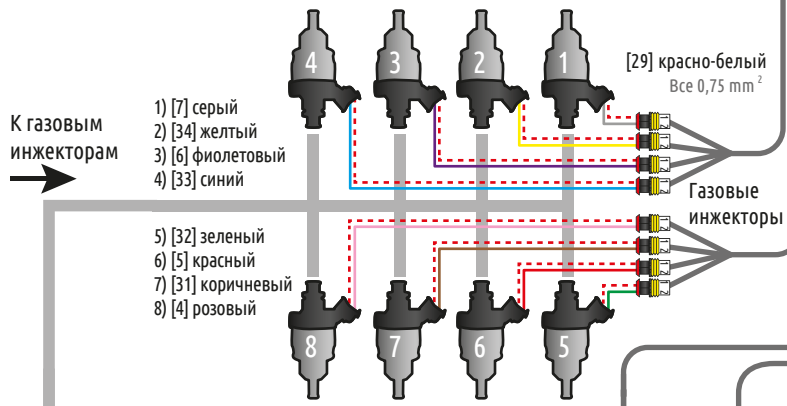 4 3 2 1
[29] красно-белый
Все 0,75 mm²
К газовым
инжекторам
1) [7] серый
2) [34] желтый
3) [6] фиолетовый
4) [33] синий
Газовые
инжекторы
5) [32] зеленый
6) [5] красный
7) [31] коричневый
8) [4] розовый
8 7 6 5